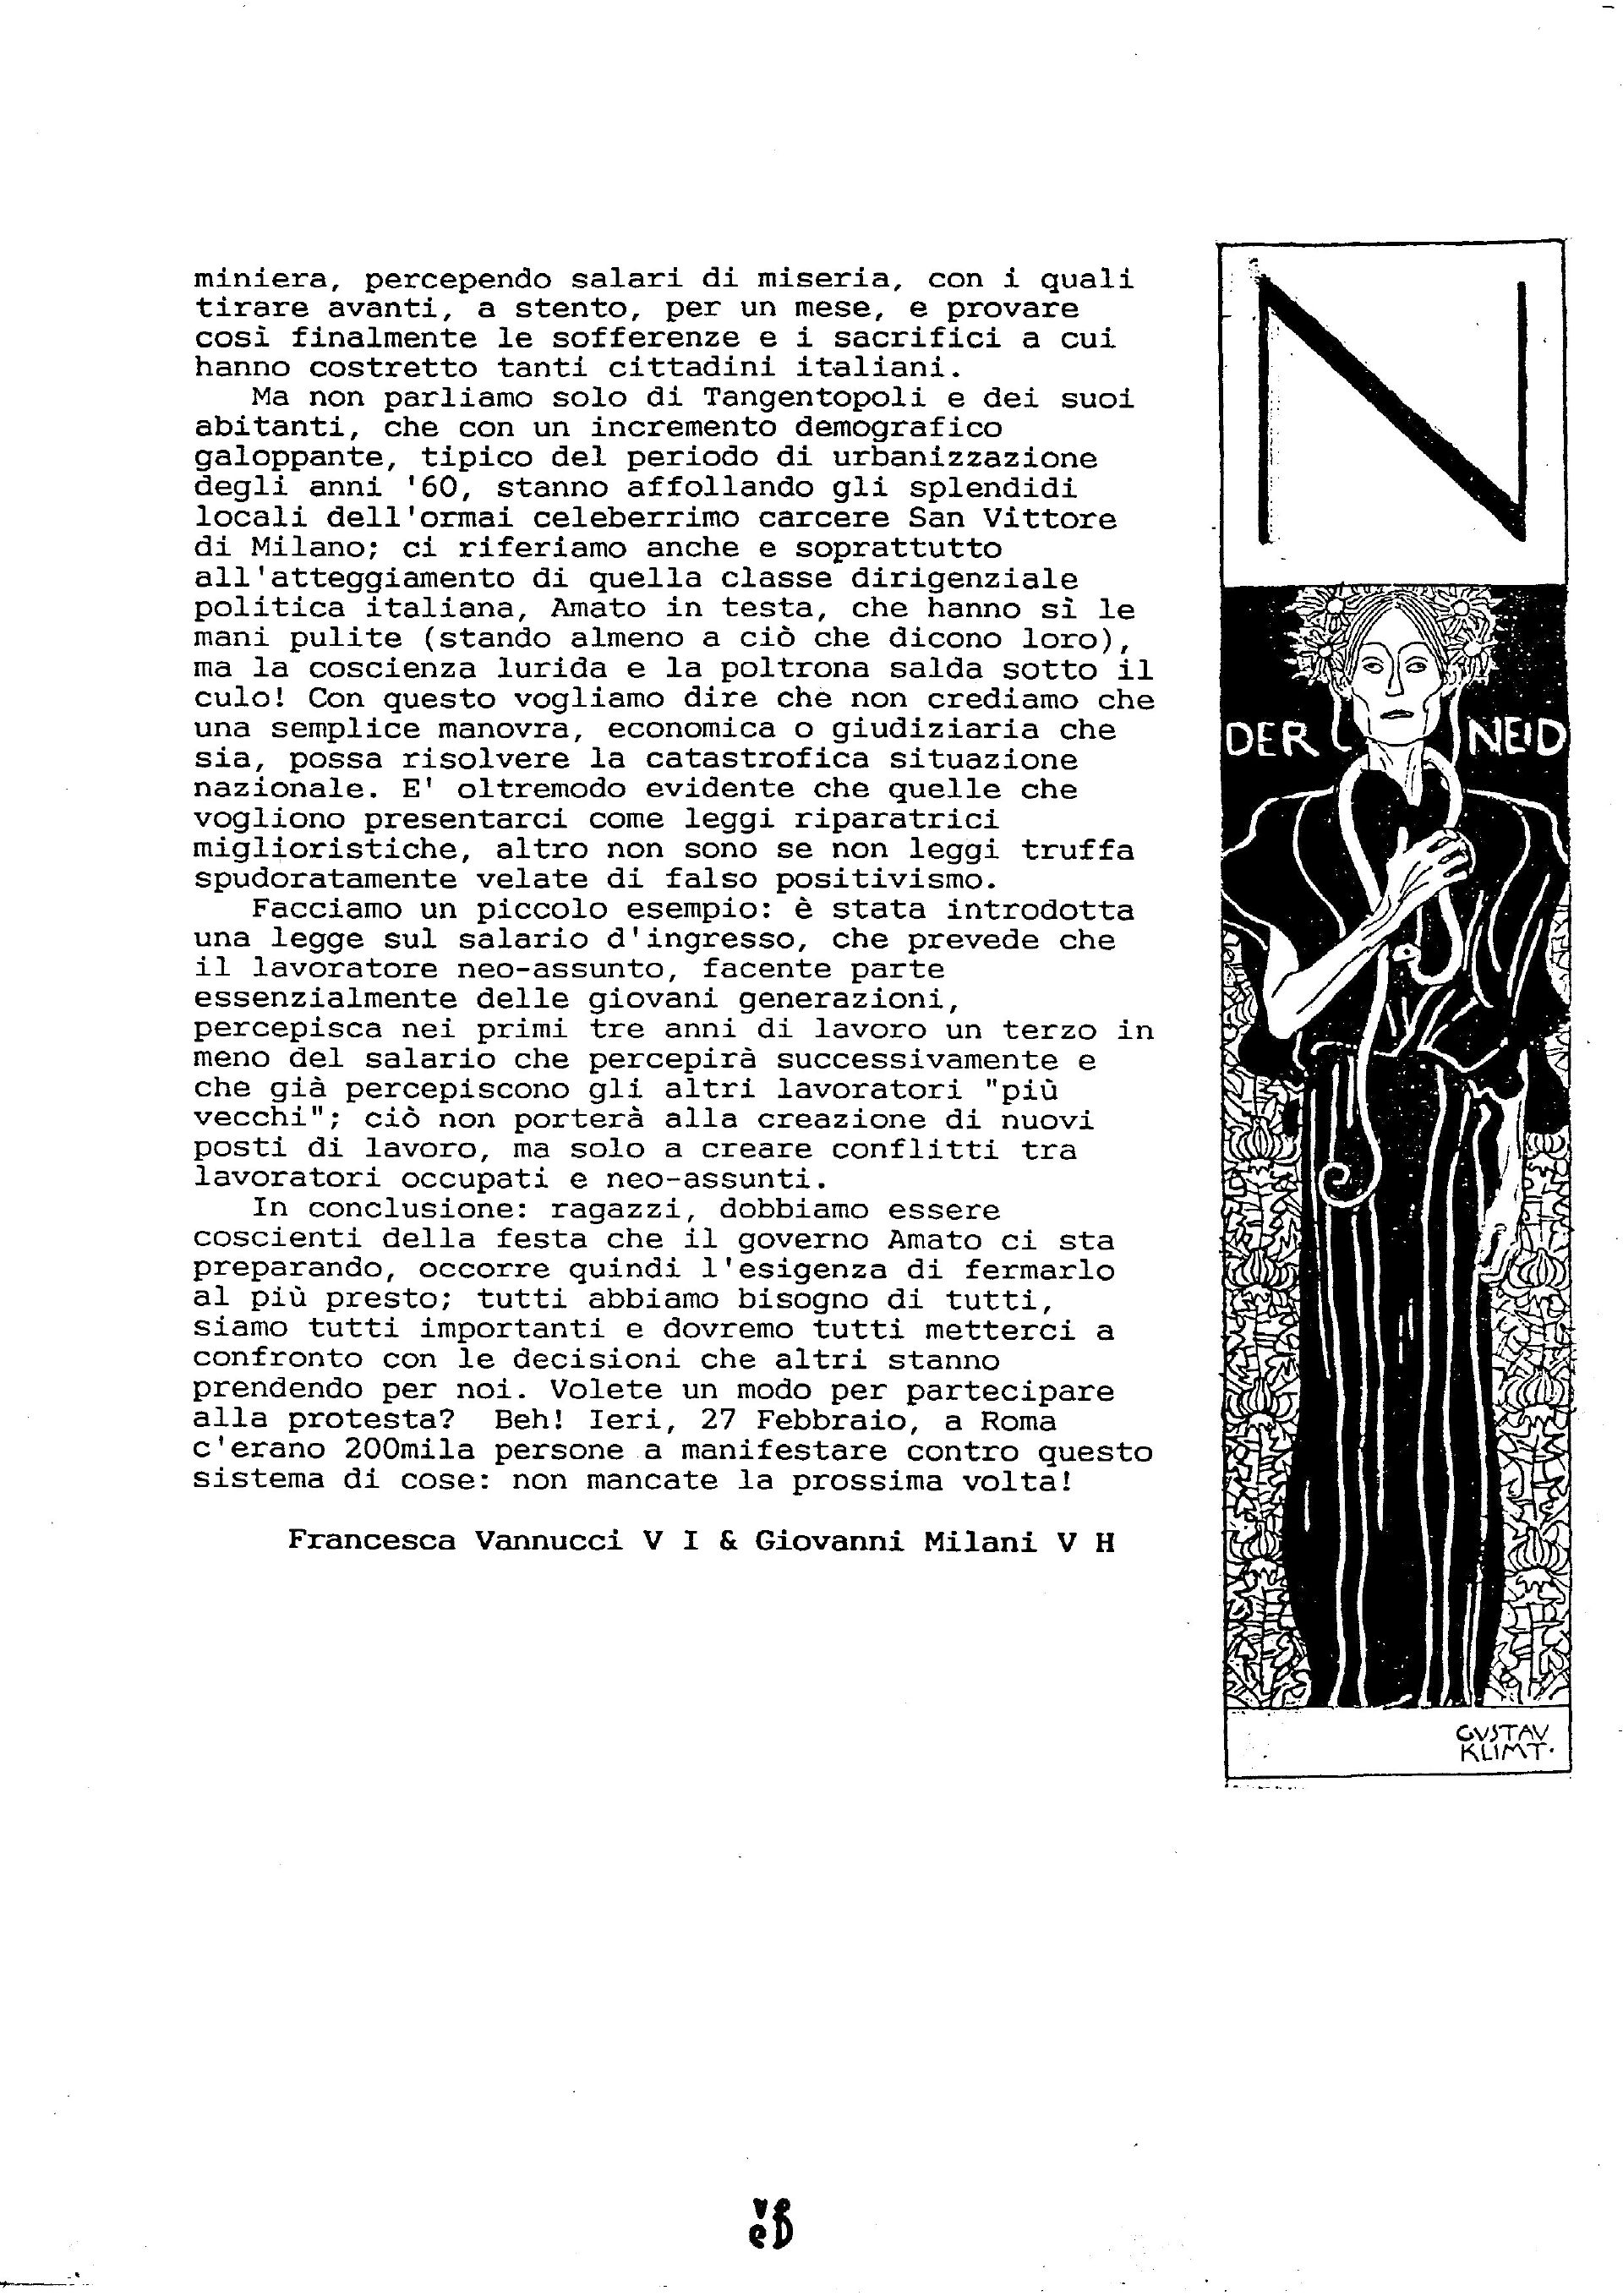 miniera, percependo salari di miseria, con i quali
tirare avanti, a stento, per un mese, e provare
così finalmente le sofferenze e i sacrifici a cui
hanno costretto tanti cittadini italiani.
Ma non parliamo solo di Tangentopoli e dei suoi
abitanti, che con un incremento demografico
galoppante, tipico del periodo di urbanizzazione
degli anni '60, stanno affollando gli splendidi
locali dell'ormai celeberrimo carcere San Vittore
di Milano; ci riferiamo anche e soprattutto
all'atteggiamento di quella classe dirigenziale
politica italiana, Amato in testa, che hanno sì le
mani pulite (stando almeno a ciò che dicono loro),
ma la coscienza lurida e la poltrona salda sotto il
culo! Con questo vogliamo dire che non crediamo che
una semplice manovra, economica o giudiziaria che
sia, possa risolvere la catastrofica situazione
nazionale. E' oltremodo evidente che quelle che
vogliono presentarci come leggi riparatrici
miglioristiche, altro non sono se non leggi truffa
spudoratamente velate di falso positivismo.
Facciamo un piccolo esempio: è stata introdotta
una legge sul salario d'ingresso, che prevede che
il lavoratore neo-assunto, facente parte
essenzialmente delle giovani generazioni,
percepisca nei primi tre anni di lavoro un terzo in
meno del salario che percepirà successivamente e
che già percepiscono gli altri lavoratori "più
vecchi"; ciò non porterà alla creazione di nuovi
posti di lavoro, ma solo a creare conflitti tra
lavoratori occupati e neo-assunti.
In conclusione: ragazzi, dobbiamo essere
coscienti della festa che il governo Amato ci sta
preparando, occorre quindi l'esigenza di fermarlo
al più presto; tutti abbiamo bisogno di tutti,
siamo tutti importanti e dovremo tutti metterci a
confronto con le decisioni che altri stanno
prendendo per noi. Volete un modo per partecipare
alla protesta? Beh! Ieri, 27 Febbraio, a Roma
c'erano 200mila persone a manifestare contro questo
sistema di cose: non mancate la prossima volta!
Francesca Vannucci V I & Giovanni Milani V H
N
DER NEID
GUSTAV
KLIMT.